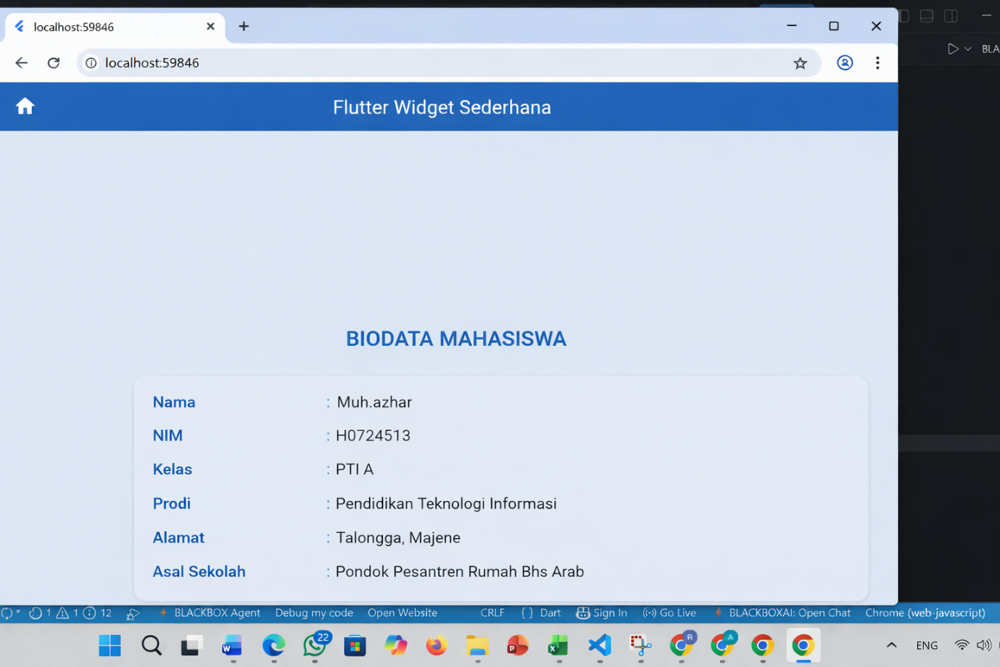 localhost:59846
localhost:59846
BLA
Flutter Widget Sederhana
BIODATA MAHASISWA
Nama : Muh.azhar
NIM : H0724513
Kelas : PTI A
Prodi : Pendidikan Teknologi Informasi
Alamat : Talongga, Majene
Asal Sekolah : Pondok Pesantren Rumah Bhs Arab
1 1 12 BLACKBOX Agent Debug my code Open Website CRLF { } Dart Sign In Go Live BLACKBOXAI: Open Chat Chrome (web-javascript)
W 22 P X R A ENG